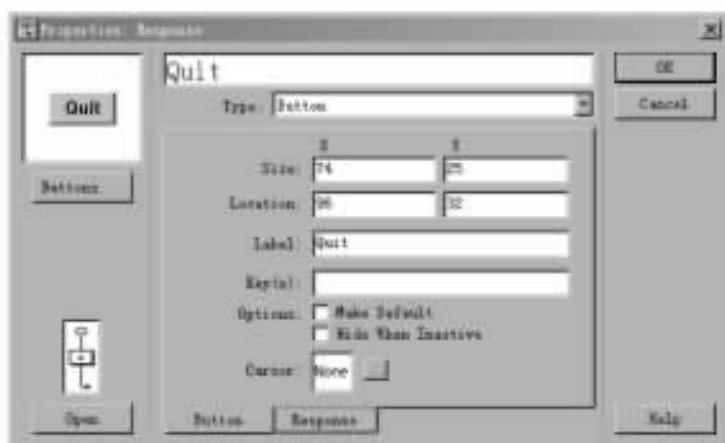 Properties: Response
Quit
Quit
Type: Button
OK
Cancel
Buttons...
X Y
Size: 74 25
Location: 96 32
Label: Quit
Key(s):
Options: Make Default
Hide When Inactive
Cursor: None
Open
Button Response
Help